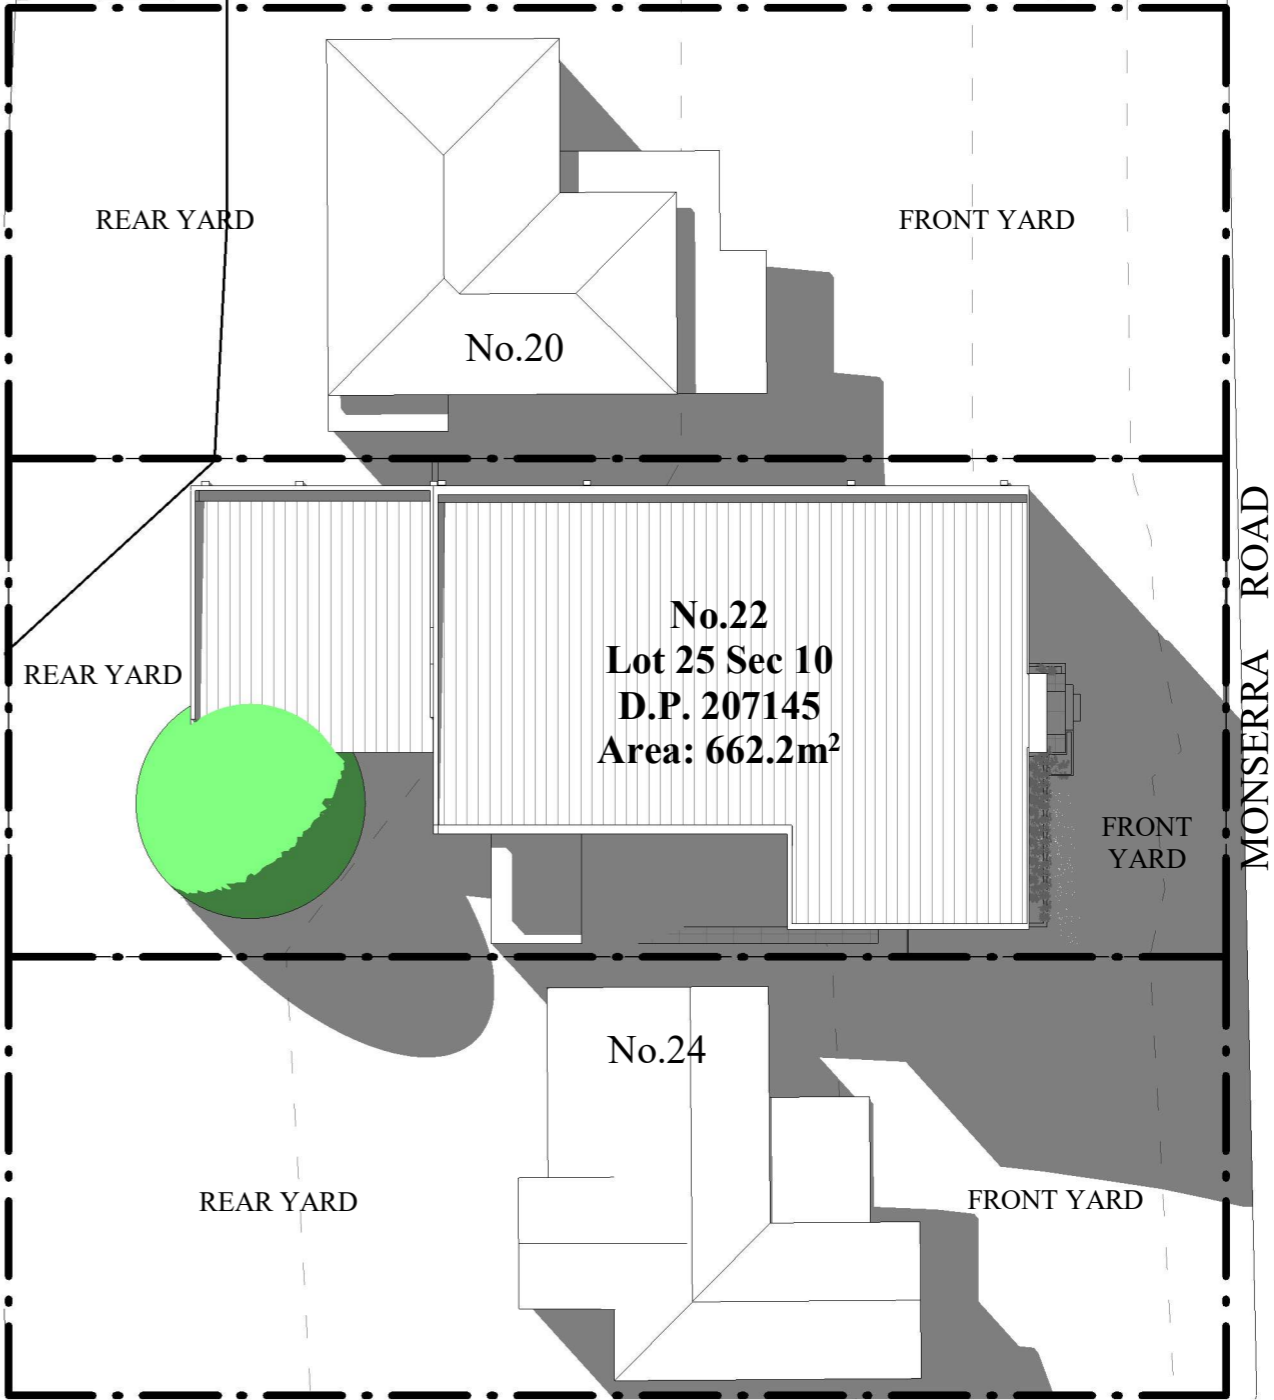 REAR YARD
FRONT YARD
No.20
No.22
Lot 25 Sec 10
D.P. 207145
Area: 662.2m²
REAR YARD
FRONT
YARD
MONSERRA ROAD
No.24
REAR YARD
FRONT YARD